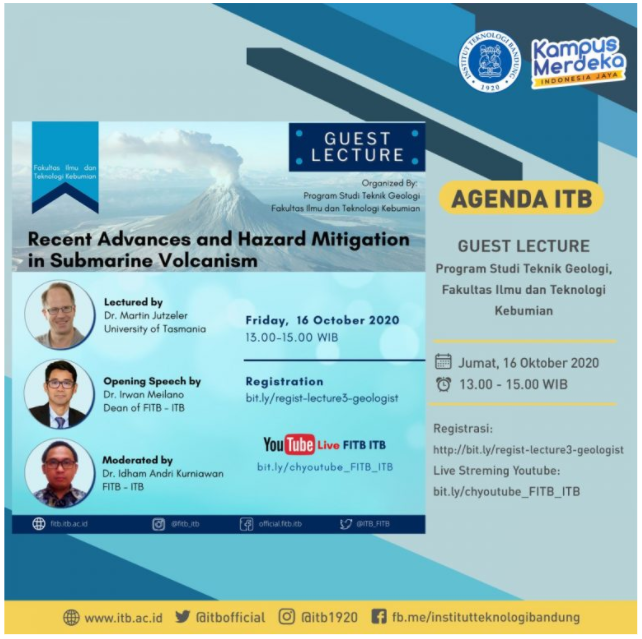 INSTITUT TEKNOLOGI BANDUNG
1920
Kampus
Merdeka
INDONESIA JAYA
Fakultas Ilmu dan
Teknologi Kebumian
GUEST
LECTURE
Organized By:
Program Studi Teknik Geologi
Fakultas Ilmu dan Teknologi Kebumian
Recent Advances and Hazard Mitigation
in Submarine Volcanism
Lectured by
Dr. Martin Jutzeler
University of Tasmania
Friday, 16 October 2020
13.00-15.00 WIB
Opening Speech by
Dr. Irwan Meilano
Dean of FITB - ITB
Registration
bit.ly/regist-lecture3-geologist
Moderated by
Dr. Idham Andri Kurniawan
FITB - ITB
YouTube Live FITB ITB
bit.ly/chyoutube_FITB_ITB
fitb.itb.ac.id
@fitb_itb
official.fitb.itb
@ITB_FITB
AGENDA ITB
GUEST LECTURE
Program Studi Teknik Geologi,
Fakultas Ilmu dan Teknologi
Kebumian
Jumat, 16 Oktober 2020
13.00 - 15.00 WIB
Registrasi:
http://bit.ly/regist-lecture3-geologist
Live Streming Youtube:
bit.ly/chyoutube_FITB_ITB
www.itb.ac.id
@itbofficial
@itb1920
fb.me/institutteknologibandung